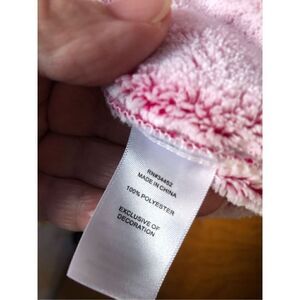 RN#34452
MADE IN CHINA
100% POLYESTER
EXCLUSIVE OF
DECORATION